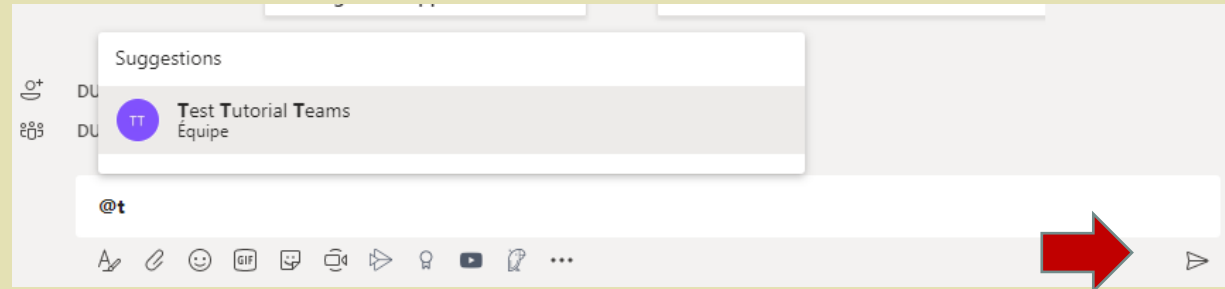 Suggestions
TT
Test Tutorial Teams
Équipe
DU
DU
@t
GIF